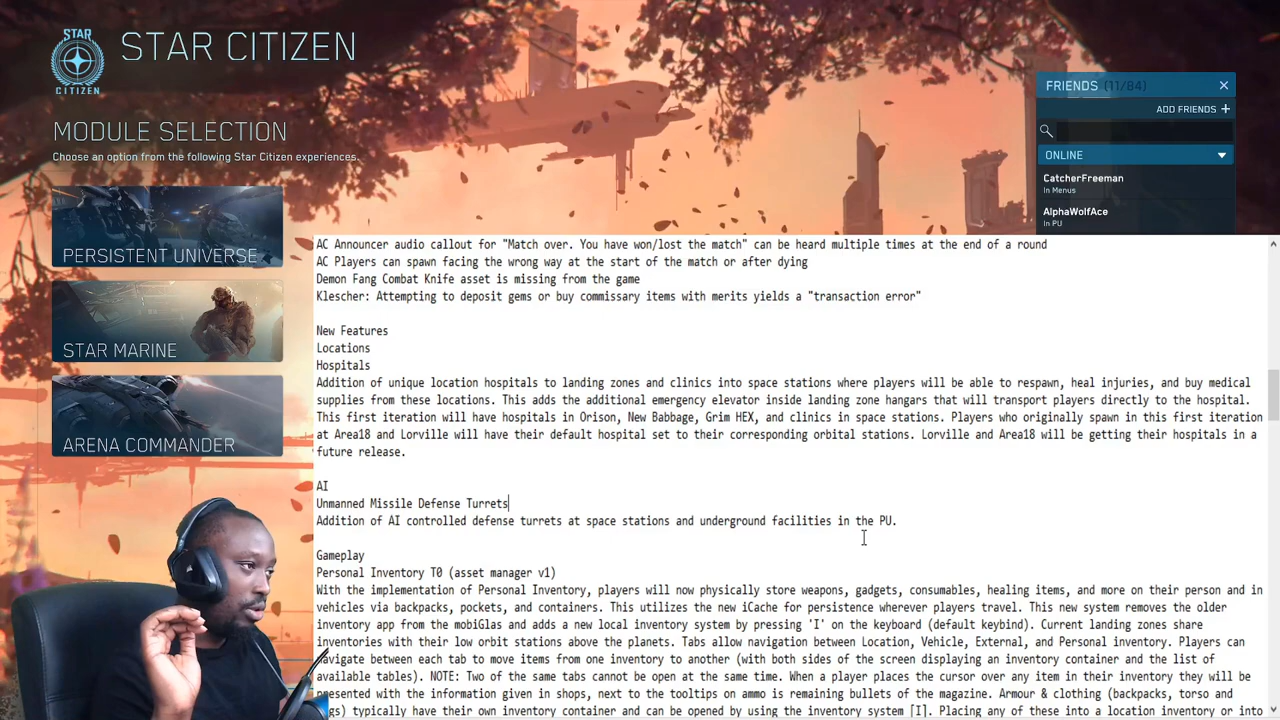 STAR
CITIZEN
STAR CITIZEN
MODULE SELECTION
Choose an option from the following Star Citizen experiences.
PERSISTENT UNIVERSE
STAR MARINE
ARENA COMMANDER
FRIENDS (11/84)
ADD FRIENDS +
ONLINE
CatcherFreeman
In Menus
AlphaWolfAce
In PU
AC Announcer audio callout for "Match over. You have won/lost the match" can be heard multiple times at the end of a round
AC Players can spawn facing the wrong way at the start of the match or after dying
Demon Fang Combat Knife asset is missing from the game
Klescher: Attempting to deposit gems or buy commissary items with merits yields a "transaction error"
New Features
Locations
Hospitals
Addition of unique location hospitals to landing zones and clinics into space stations where players will be able to respawn, heal injuries, and buy medical
supplies from these locations. This adds the additional emergency elevator inside landing zone hangars that will transport players directly to the hospital.
This first iteration will have hospitals in Orison, New Babbage, Grim HEX, and clinics in space stations. Players who originally spawn in this first iteration
at Area18 and Lorville will have their default hospital set to their corresponding orbital stations. Lorville and Area18 will be getting their hospitals in a
future release.
AI
Unmanned Missile Defense Turrets
Addition of AI controlled defense turrets at space stations and underground facilities in the PU.
Gameplay
Personal Inventory T0 (asset manager v1)
With the implementation of Personal Inventory, players will now physically store weapons, gadgets, consumables, healing items, and more on their person and in
vehicles via backpacks, pockets, and containers. This utilizes the new iCache for persistence wherever players travel. This new system removes the older
inventory app from the mobiGlas and adds a new local inventory system by pressing 'I' on the keyboard (default keybind). Current landing zones share
inventories with their low orbit stations above the planets. Tabs allow navigation between Location, Vehicle, External, and Personal inventory. Players can
navigate between each tab to move items from one inventory to another (with both sides of the screen displaying an inventory container and the list of
available tables). NOTE: Two of the same tabs cannot be open at the same time. When a player places the cursor over any item in their inventory they will be
presented with the information given in shops, next to the tooltips on ammo is remaining bullets of the magazine. Armour & clothing (backpacks, torso and
gs) typically have their own inventory container and can be opened by using the inventory system [I]. Placing any of these into a location inventory or into